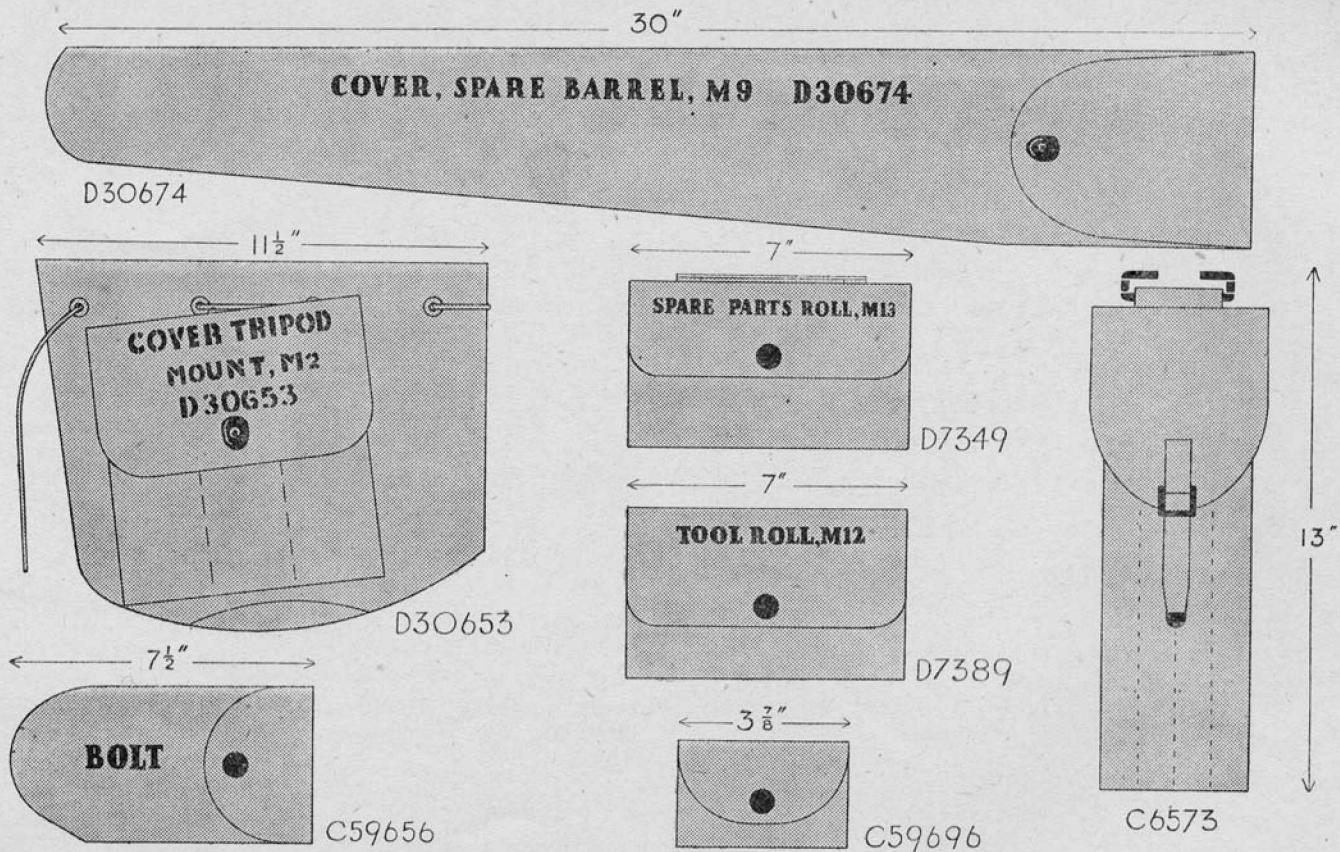 30"
COVER, SPARE BARREL, M9 D30674
D30674
11½"
COVER TRIPOD
MOUNT, M2
D30653
D30653
7"
SPARE PARTS ROLL, M13
D7349
7"
TOOL ROLL, M12
D7389
13"
C6573
7½"
BOLT
C59656
3⅞"
C59696